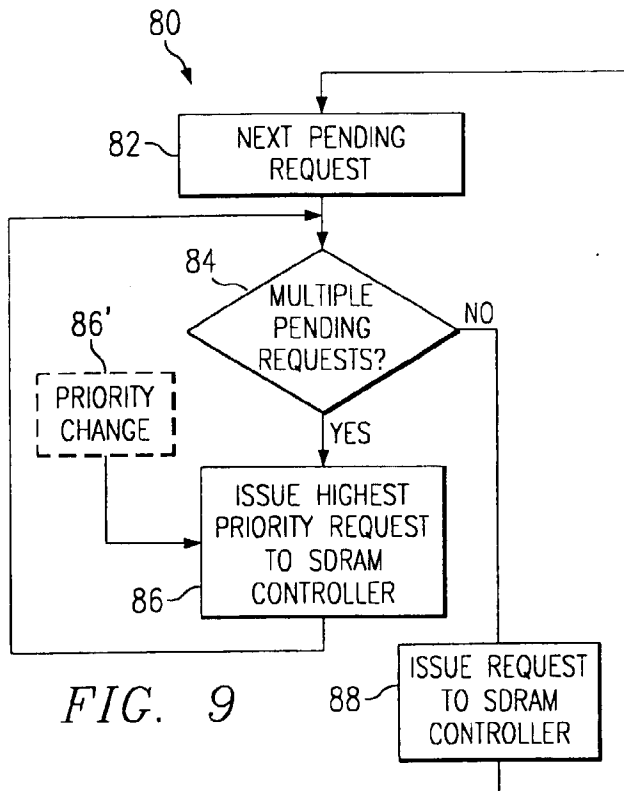 80
82
NEXT PENDING
REQUEST
84
MULTIPLE
PENDING
REQUESTS?
NO
86'
PRIORITY
CHANGE
YES
ISSUE HIGHEST
PRIORITY REQUEST
TO SDRAM
CONTROLLER
86
ISSUE REQUEST
TO SDRAM
CONTROLLER
88
FIG. 9